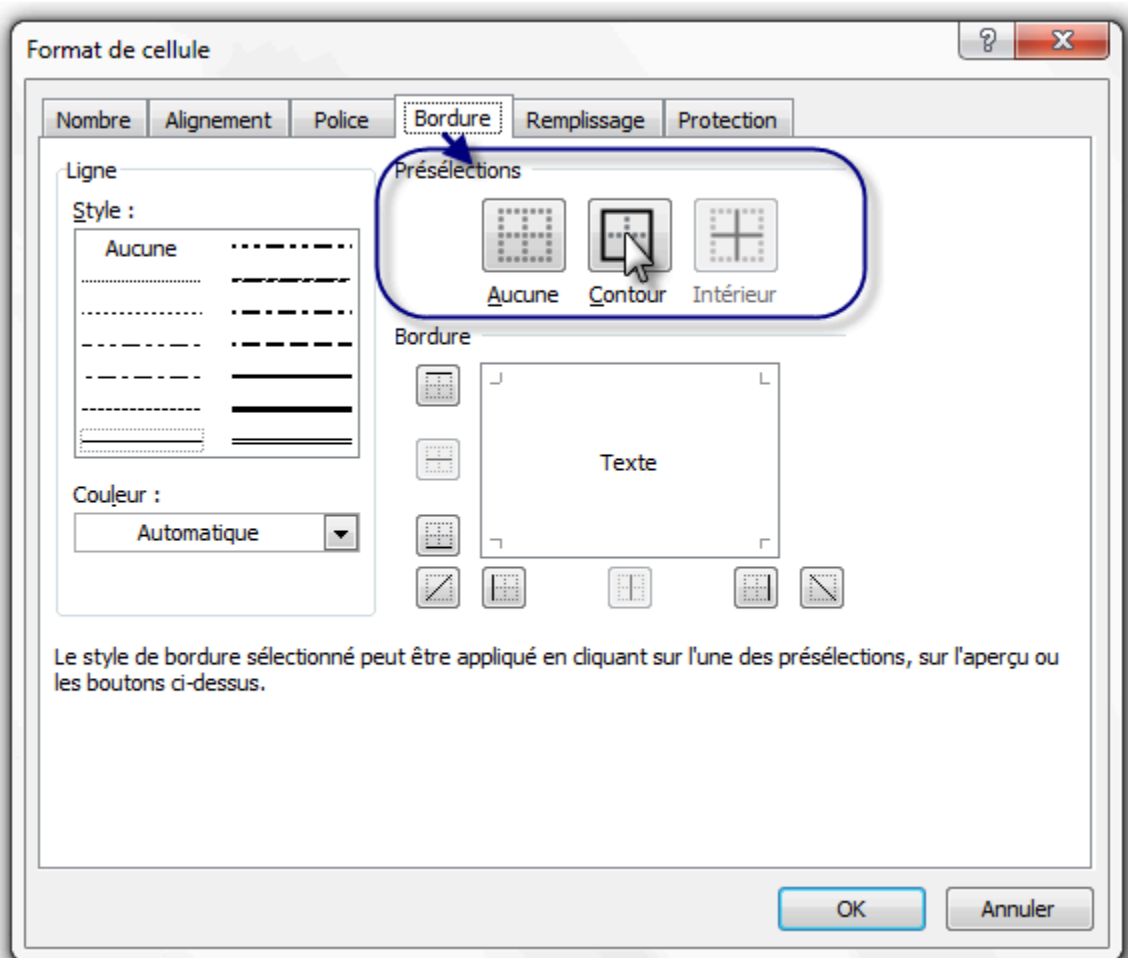 Format de cellule
Nombre Alignement Police Bordure Remplissage Protection
Ligne
Style :
Aucune
Couleur :
Automatique
Présélections
Aucune Contour Intérieur
Bordure
Texte
Le style de bordure sélectionné peut être appliqué en cliquant sur l'une des présélections, sur l'aperçu ou
les boutons ci-dessus.
OK Annuler